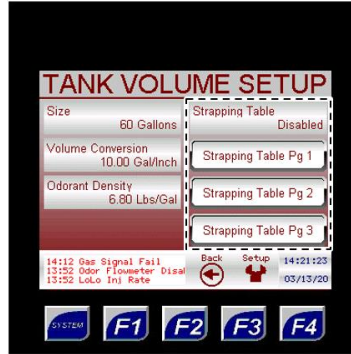 TANK VOLUME SETUP
Size
60 Gallons
Volume Conversion
10.00 Gal/Inch
Odorant Density
6.80 Lbs/Gal
Strapping Table
Disabled
Strapping Table Pg 1
Strapping Table Pg 2
Strapping Table Pg 3
14:12 Gas Signal Fail
13:52 Odor Flowmeter Disa
13:52 LoLo Inj Rate
Back
Setup
14:21:23
03/13/20
SYSTEM
F1
F2
F3
F4